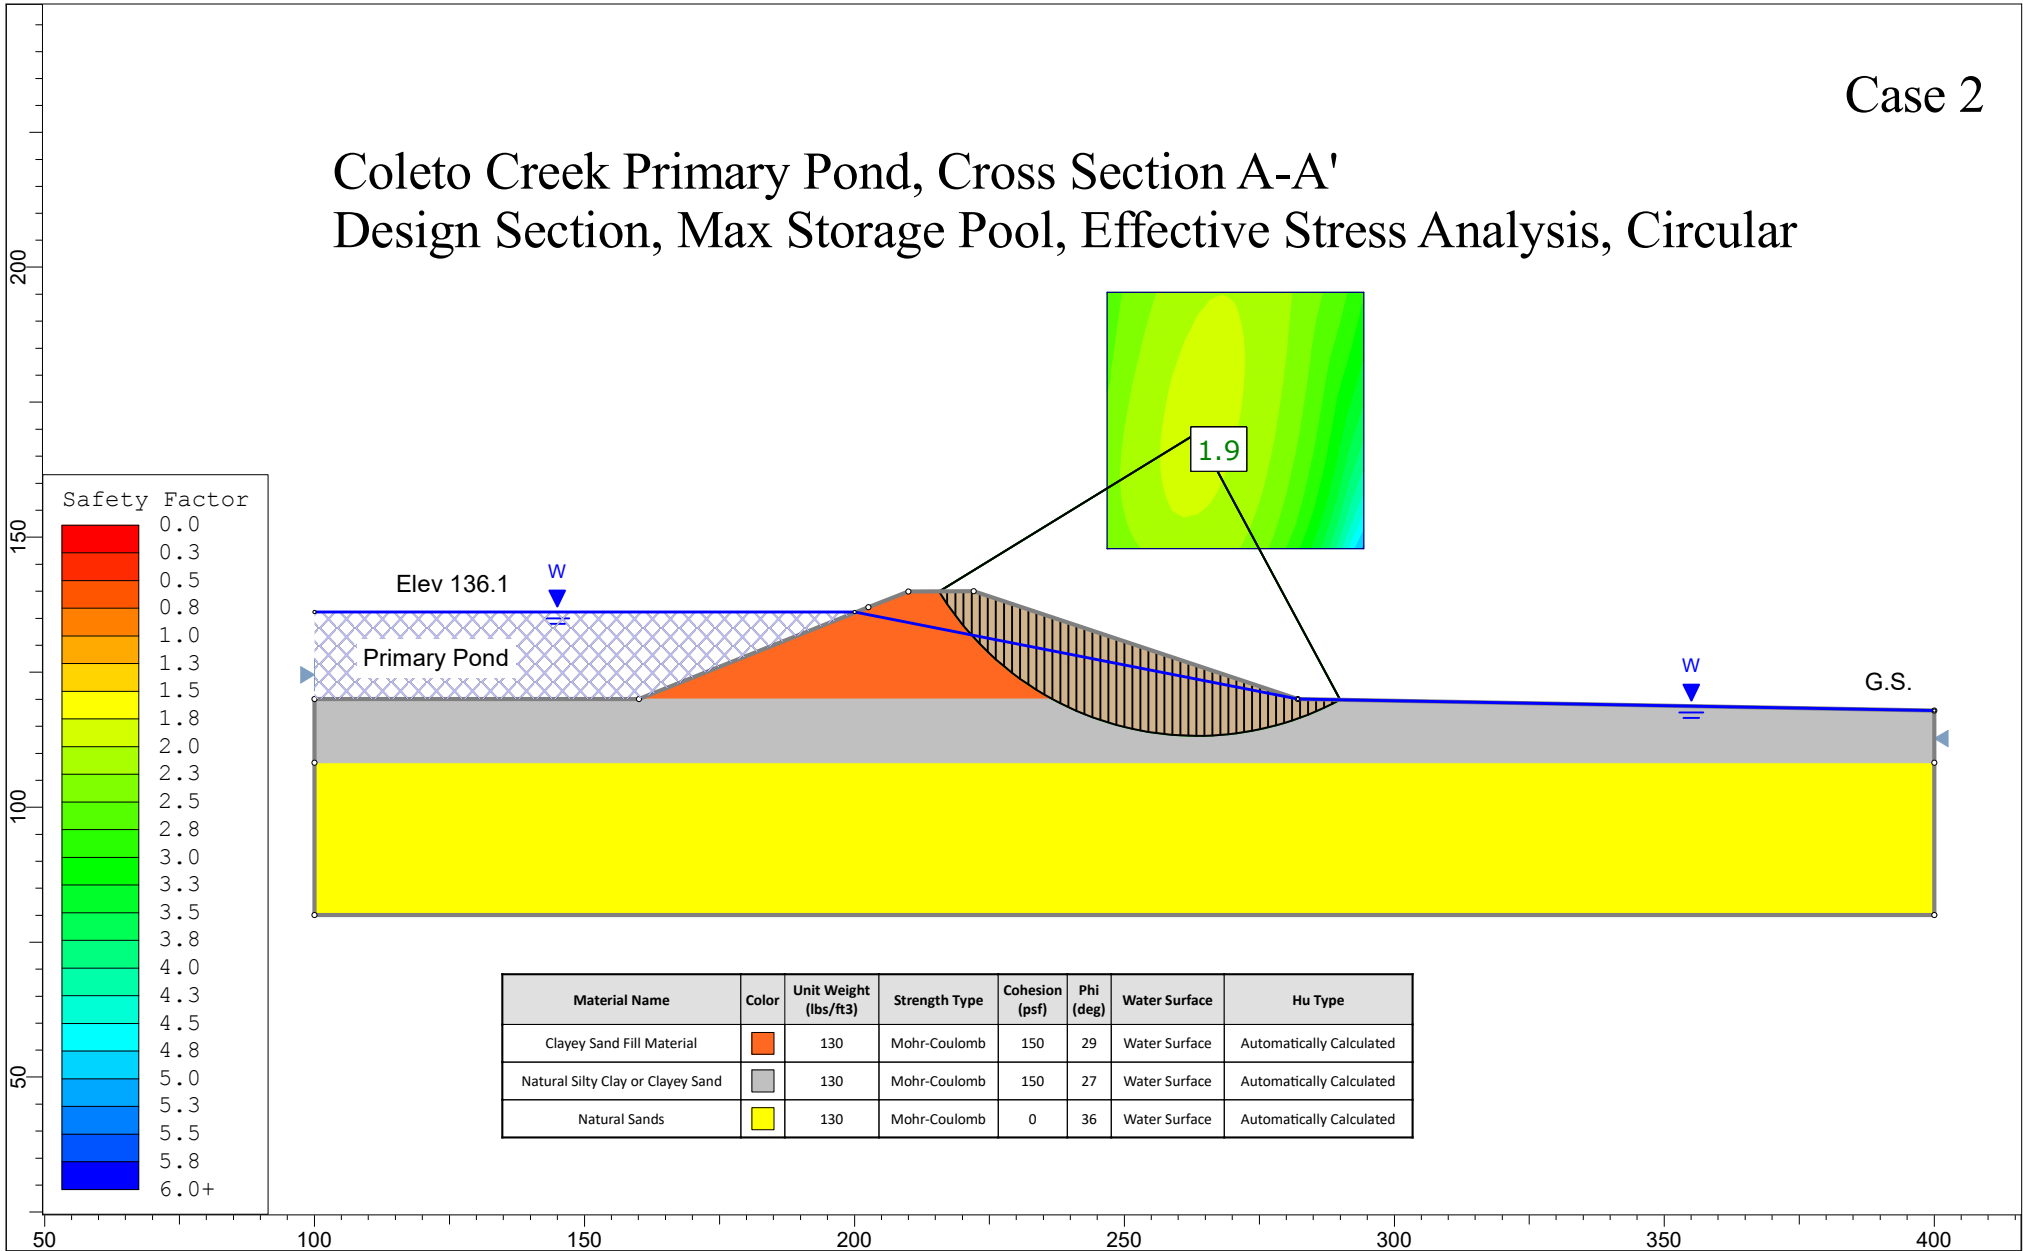 Case 2
Coleto Creek Primary Pond, Cross Section A-A'
Design Section, Max Storage Pool, Effective Stress Analysis, Circular
200
150
100
50
1.9
Safety Factor
0.0
0.3
0.5
0.8
1.0
1.3
1.5
1.8
2.0
2.3
2.5
2.8
3.0
3.3
3.5
3.8
4.0
4.3
4.5
4.8
5.0
5.3
5.5
5.8
6.0+
Elev 136.1
W
Primary Pond
W
G.S.
Material Name Color Unit Weight (lbs/ft3) Strength Type Cohesion (psf) Phi (deg) Water Surface Hu Type
Clayey Sand Fill Material 130 Mohr-Coulomb 150 29 Water Surface Automatically Calculated
Natural Silty Clay or Clayey Sand 130 Mohr-Coulomb 150 27 Water Surface Automatically Calculated
Natural Sands 130 Mohr-Coulomb 0 36 Water Surface Automatically Calculated
50 100 150 200 250 300 350 400